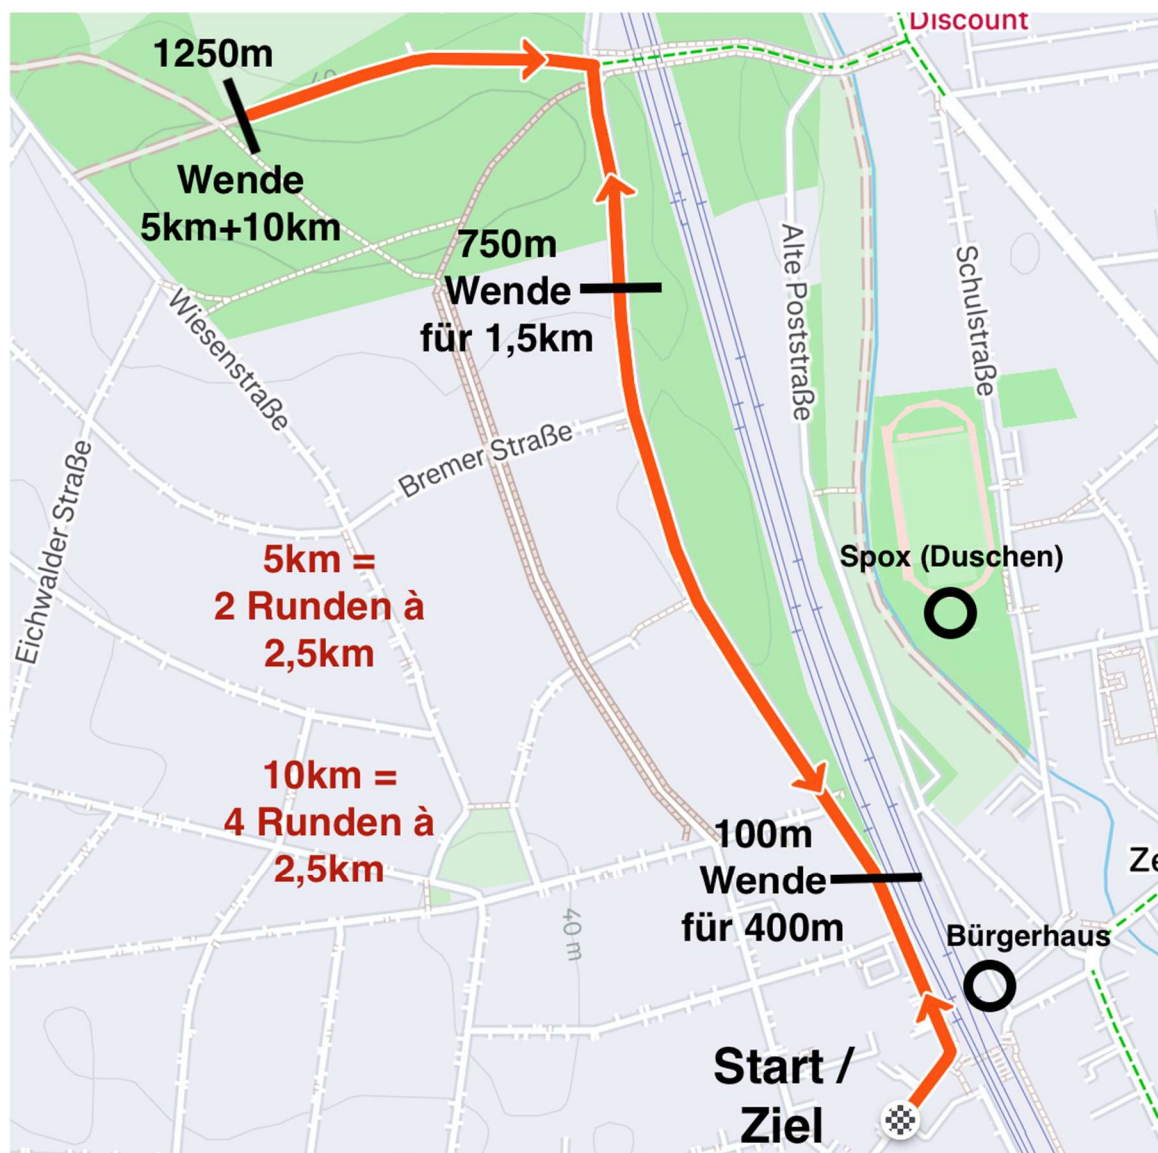 Discount
1250m
Wende
5km+10km
750m
Wende
für 1,5km
Wiesenstraße
Alte Poststraße
Schulstraße
Bremer Straße
Eichwalder Straße
5km =
2 Runden à
2,5km
Spox (Duschen)
10km =
4 Runden à
2,5km
100m
Wende
für 400m
40 m
Bürgerhaus
Start /
Ziel